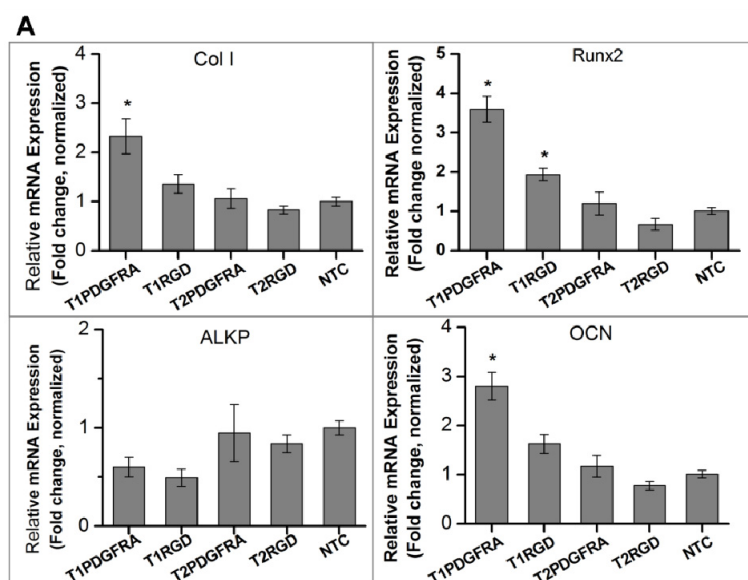 A
Col I
Relative mRNA Expression
(Fold change, normalized)
4
3
2
1
0
*
T1PDGFRA
T1RGD
T2PDGFRA
T2RGD
NTC
Runx2
Relative mRNA Expression
(Fold change normalized)
5
4
3
2
1
0
*
*
T1PDGFRA
T1RGD
T2PDGFRA
T2RGD
NTC
ALKP
Relative mRNA Expression
(Fold change, normalized)
2
1
0
T1PDGFRA
T1RGD
T2PDGFRA
T2RGD
NTC
OCN
Relative mRNA Expression
(Fold change, normalized)
4
3
2
1
0
*
T1PDGFRA
T1RGD
T2PDGFRA
T2RGD
NTC